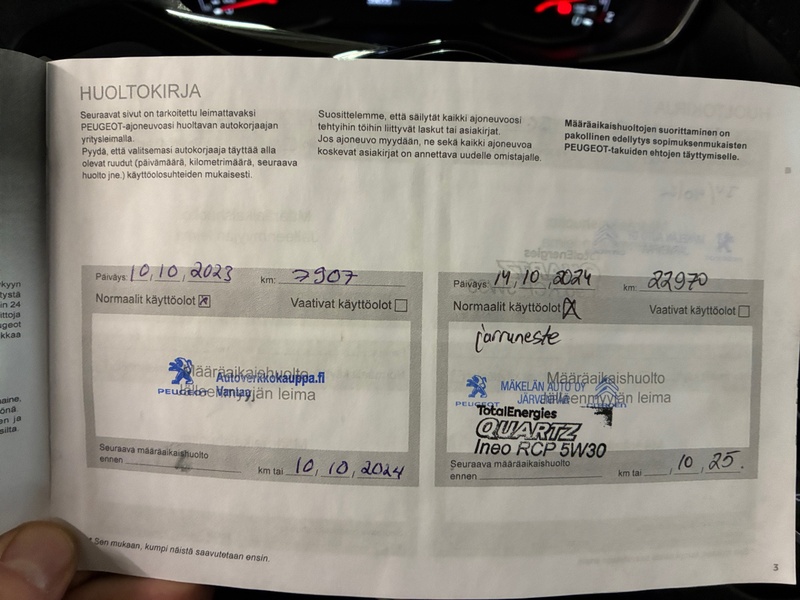 HUOLTOKIRJA
Seuraavat sivut on tarkoitettu leimattavaksi
PEUGEOT-ajoneuvoasi huoltavan autokorjaajan
yritysleimalla.
Pyydä, että valitsemasi autokorjaaja täyttää alla
olevat ruudut (päivämäärä, kilometrimäärä, seuraava
huolto jne.) käyttöolosuhteiden mukaisesti.
Suosittelemme, että säilytät kaikki ajoneuvoosi
tehtyihin töihin liittyvät laskut tai asiakirjat.
Jos ajoneuvo myydään, ne sekä kaikki ajoneuvoa
koskevat asiakirjat on annettava uudelle omistajalle.
Määräaikaishuoltojen suorittaminen on
pakollinen edellytys sopimuksenmukaisten
PEUGEOT-takuiden ehtojen täyttymiselle.
Päiväys: 10,10,2023 km: 7907
Normaalit käyttöolot Vaativat käyttöolot
Määräaikaishuolto
Jälleenmyyjän leima
PEUGEOT
Autoverkkokauppa.fi
Vantaa
Seuraava määräaikaishuolto
ennen km tai 10, 10, 2024
Päiväys: 14,10,2024 km: 22970
Normaalit käyttöolot Vaativat käyttöolot
jarruneste
Määräaikaishuolto
Jälleenmyyjän leima
PEUGEOT
MÄKELÄN AUTO OY
JÄRVENPÄÄ
TotalEnergies
QUARTZ
Ineo RCP 5W30
Seuraava määräaikaishuolto
ennen km tai 10, 25.
* Sen mukaan, kumpi näistä saavutetaan ensin.
3